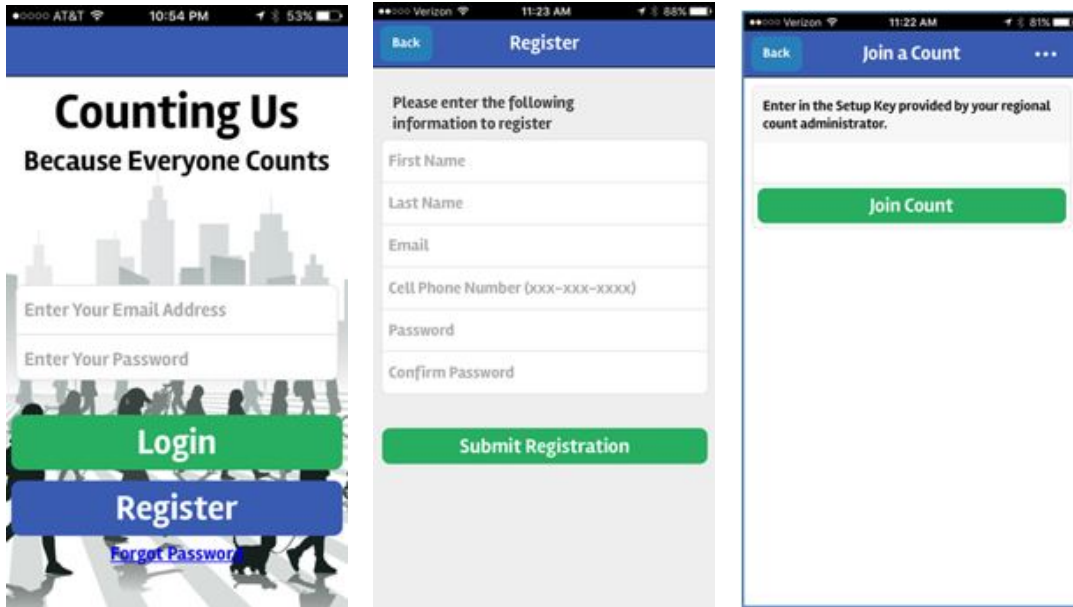 AT&T 10:54 PM 53%
Counting Us
Because Everyone Counts
Enter Your Email Address
Enter Your Password
Login
Register
Forgot Password
Verizon 11:23 AM 88%
Back Register
Please enter the following
information to register
First Name
Last Name
Email
Cell Phone Number (xxx-xxx-xxxx)
Password
Confirm Password
Submit Registration
Verizon 11:22 AM 81%
Back Join a Count ...
Enter in the Setup Key provided by your regional
count administrator.
Join Count